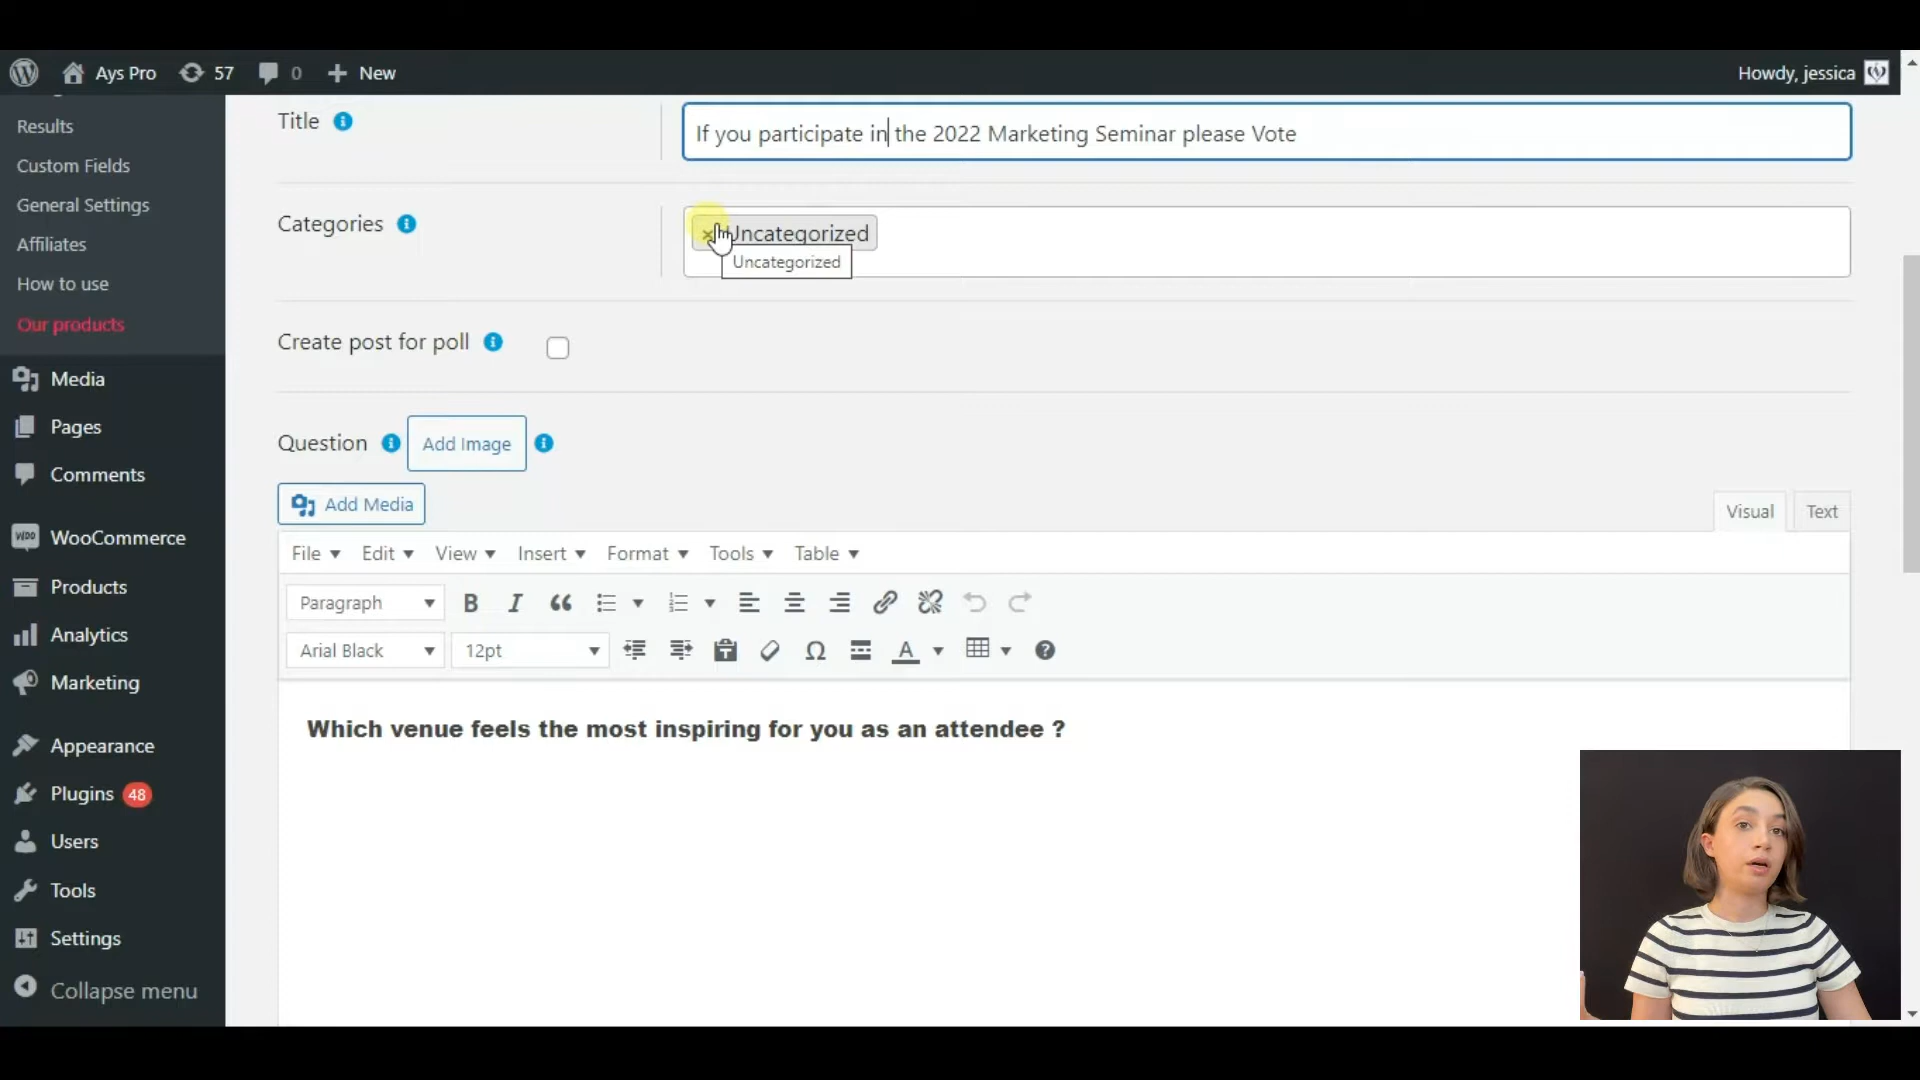 Ays Pro 57 0 New Howdy, jessica
Results
Custom Fields
General Settings
Affiliates
How to use
Our products
Media
Pages
Comments
WooCommerce
Products
Analytics
Marketing
Appearance
Plugins 48
Users
Tools
Settings
Collapse menu
Title
If you participate in the 2022 Marketing Seminar please Vote
Categories
× Uncategorized
Uncategorized
Create post for poll
Question Add Image
Add Media
Visual Text
File Edit View Insert Format Tools Table
Paragraph
Arial Black 12pt
Which venue feels the most inspiring for you as an attendee ?